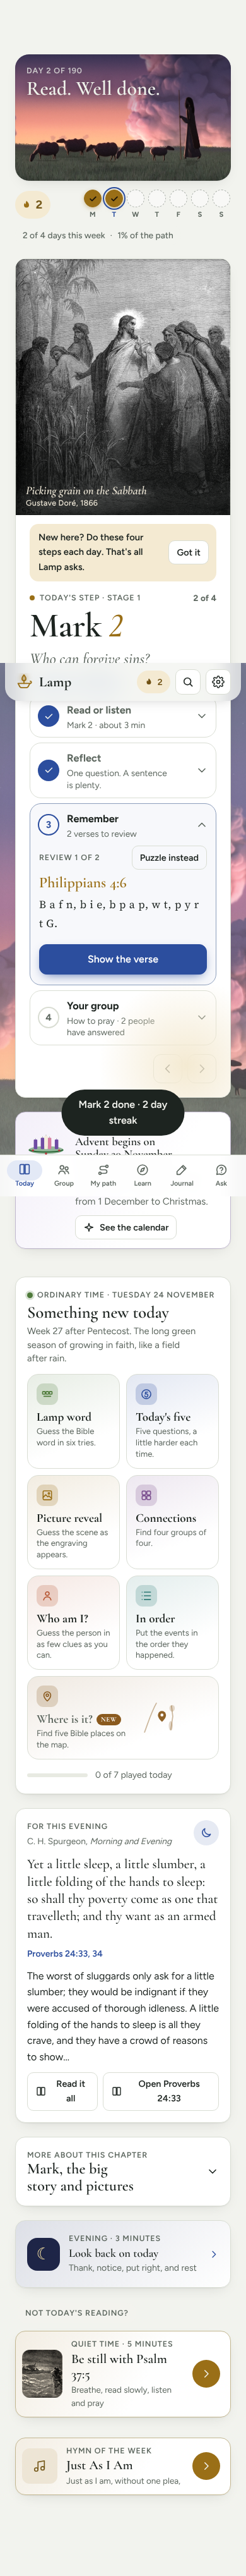 DAY 2 OF 190
Read. Well done.
2
M T W T F S S
2 of 4 days this week · 1% of the path
Picking grain on the Sabbath
Gustave Doré, 1866
New here? Do these four
steps each day. That's all
Lamp asks.
Got it
TODAY'S STEP · STAGE 1
2 of 4
Mark 2
Who can forgive sins?
Lamp
2
Read or listen
Mark 2 · about 3 min
Reflect
One question. A sentence
is plenty.
3
Remember
2 verses to review
REVIEW 1 OF 2
Puzzle instead
Philippians 4:6
B a f n, b i e, b p a p, w t, p y r
t G.
Show the verse
4
Your group
How to pray · 2 people
have answered
Mark 2 done · 2 day
streak
Advent begins on
Sunday 29 November
Today
Group
My path
Learn
Journal
Ask
from 1 December to Christmas.
See the calendar
ORDINARY TIME · TUESDAY 24 NOVEMBER
Something new today
Week 27 after Pentecost. The long green
season of growing in faith, like a field
after rain.
Lamp word
Guess the Bible
word in six tries.
Today's five
Five questions, a
little harder each
time.
Picture reveal
Guess the scene as
the engraving
appears.
Connections
Find four groups of
four.
Who am I?
Guess the person in
as few clues as you
can.
In order
Put the events in
the order they
happened.
Where is it? NEW
Find five Bible places on
the map.
0 of 7 played today
FOR THIS EVENING
C. H. Spurgeon, Morning and Evening
Yet a little sleep, a little slumber, a
little folding of the hands to sleep:
so shall thy poverty come as one that
travelleth; and thy want as an armed
man.
Proverbs 24:33, 34
The worst of sluggards only ask for a little
slumber; they would be indignant if they
were accused of thorough idleness. A little
folding of the hands to sleep is all they
crave, and they have a crowd of reasons
to show…
Read it
all
Open Proverbs
24:33
MORE ABOUT THIS CHAPTER
Mark, the big
story and pictures
EVENING · 3 MINUTES
Look back on today
Thank, notice, put right, and rest
NOT TODAY'S READING?
QUIET TIME · 5 MINUTES
Be still with Psalm
37:5
Breathe, read slowly, listen
and pray
HYMN OF THE WEEK
Just As I Am
Just as I am, without one plea,